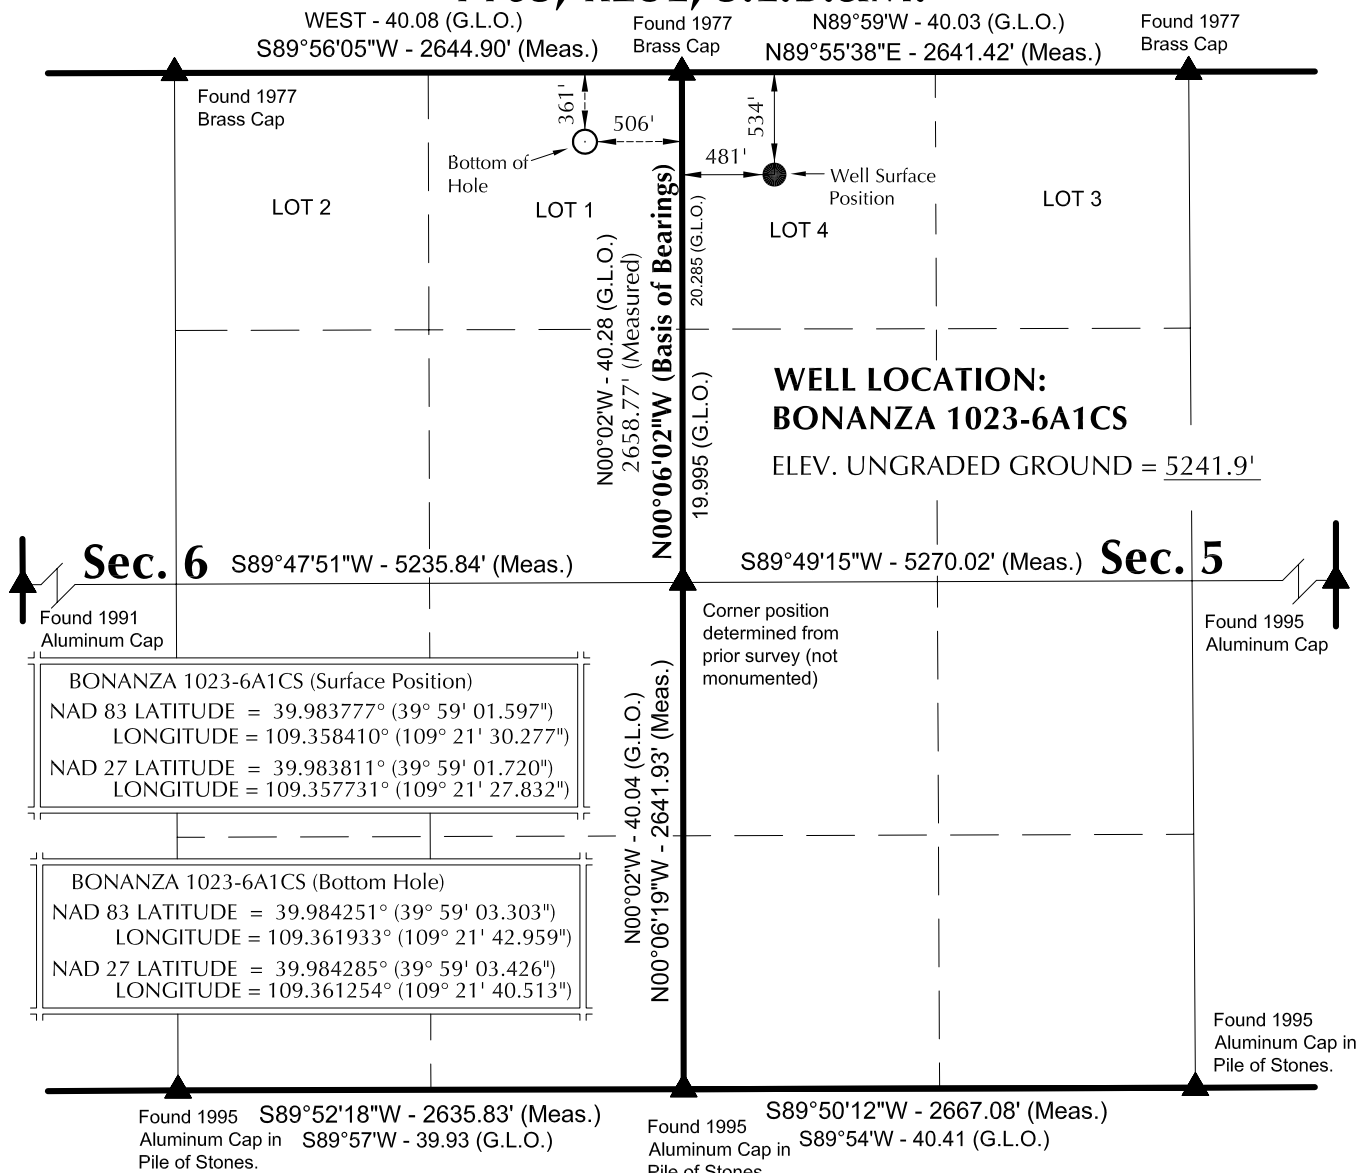 WEST - 40.08 (G.L.O.)
S89°56'05"W - 2644.90' (Meas.)
Found 1977
Brass Cap
N89°59'W - 40.03 (G.L.O.)
N89°55'38"E - 2641.42' (Meas.)
Found 1977
Brass Cap
Found 1977
Brass Cap
361'
506'
Bottom of
Hole
534'
481'
Well Surface
Position
LOT 2
LOT 1
LOT 4
LOT 3
N00°02'W - 40.28 (G.L.O.)
2658.77' (Measured)
N00°06'02"W (Basis of Bearings)
20.285 (G.L.O.)
19.995 (G.L.O.)
WELL LOCATION:
BONANZA 1023-6A1CS
ELEV. UNGRADED GROUND = 5241.9'
Sec. 6
S89°47'51"W - 5235.84' (Meas.)
S89°49'15"W - 5270.02' (Meas.)
Sec. 5
Found 1991
Aluminum Cap
Corner position
determined from
prior survey (not
monumented)
Found 1995
Aluminum Cap
BONANZA 1023-6A1CS (Surface Position)
NAD 83 LATITUDE = 39.983777° (39° 59' 01.597")
LONGITUDE = 109.358410° (109° 21' 30.277")
NAD 27 LATITUDE = 39.983811° (39° 59' 01.720")
LONGITUDE = 109.357731° (109° 21' 27.832")
N00°02'W - 40.04 (G.L.O.)
N00°06'19"W - 2641.93' (Meas.)
BONANZA 1023-6A1CS (Bottom Hole)
NAD 83 LATITUDE = 39.984251° (39° 59' 03.303")
LONGITUDE = 109.361933° (109° 21' 42.959")
NAD 27 LATITUDE = 39.984285° (39° 59' 03.426")
LONGITUDE = 109.361254° (109° 21' 40.513")
Found 1995
Aluminum Cap in
Pile of Stones.
Found 1995
Aluminum Cap in
Pile of Stones.
S89°52'18"W - 2635.83' (Meas.)
S89°57'W - 39.93 (G.L.O.)
Found 1995
Aluminum Cap in
Pile of Stones
S89°50'12"W - 2667.08' (Meas.)
S89°54'W - 40.41 (G.L.O.)